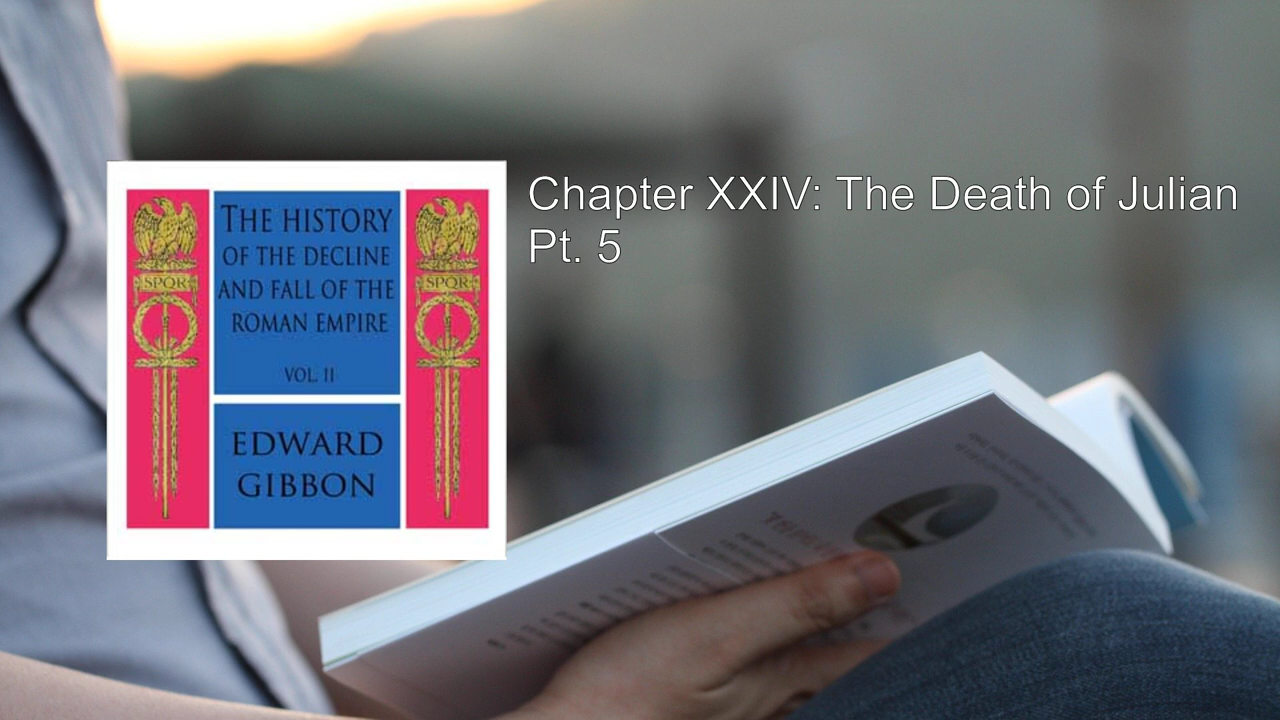 Chapter XXIV: The Death of Julian
Pt. 5
THE HISTORY
OF THE DECLINE
AND FALL OF THE
ROMAN EMPIRE
VOL. II
EDWARD
GIBBON
SPQR
SPQR